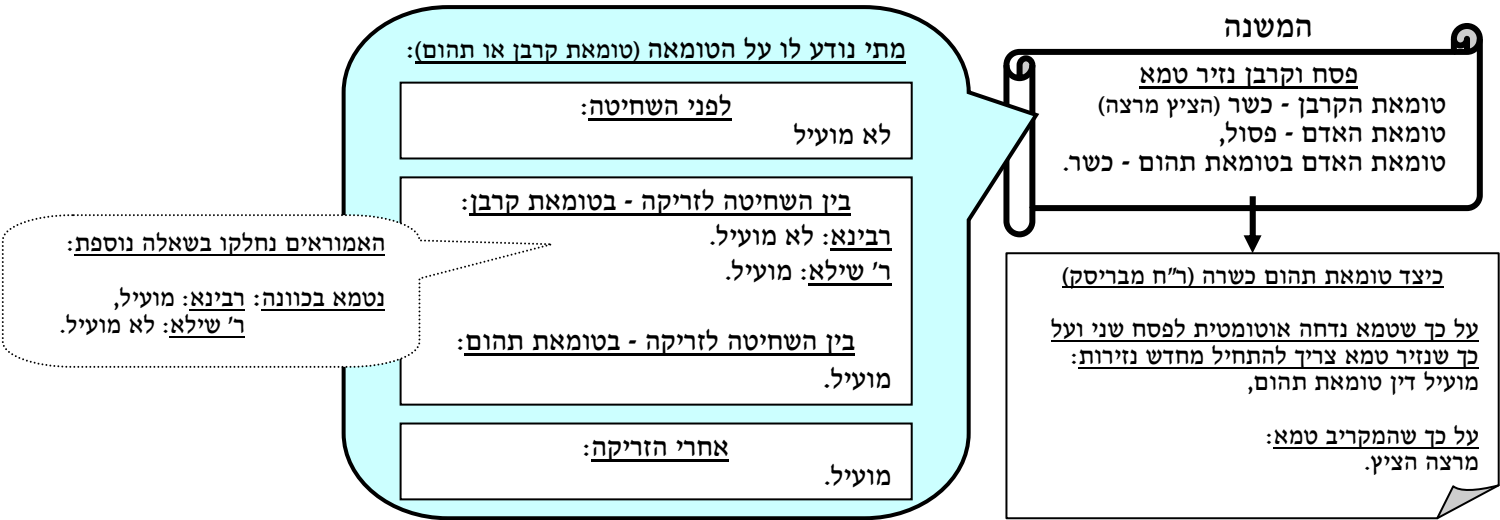 המשנה
פסח וקרבן נזיר טמא
טומאת הקרבן - כשר (הציץ מרצה)
טומאת האדם - פסול,
טומאת האדם בטומאת תהום - כשר.
כיצד טומאת תהום כשרה (ר"ח מבריסק)
על כך שטמא נדחה אוטומטית לפסח שני ועל
כך שנזיר טמא צריך להתחיל מחדש נזירות:
מועיל דין טומאת תהום,
על כך שהמקריב טמא:
מרצה הציץ.
מתי נודע לו על הטומאה (טומאת קרבן או תהום):
לפני השחיטה:
לא מועיל
בין השחיטה לזריקה - בטומאת קרבן:
רבינא: לא מועיל.
ר' שילא: מועיל.
בין השחיטה לזריקה - בטומאת תהום:
מועיל.
אחרי הזריקה:
מועיל.
האמוראים נחלקו בשאלה נוספת:
נטמא בכוונה: רבינא: מועיל,
ר' שילא: לא מועיל.